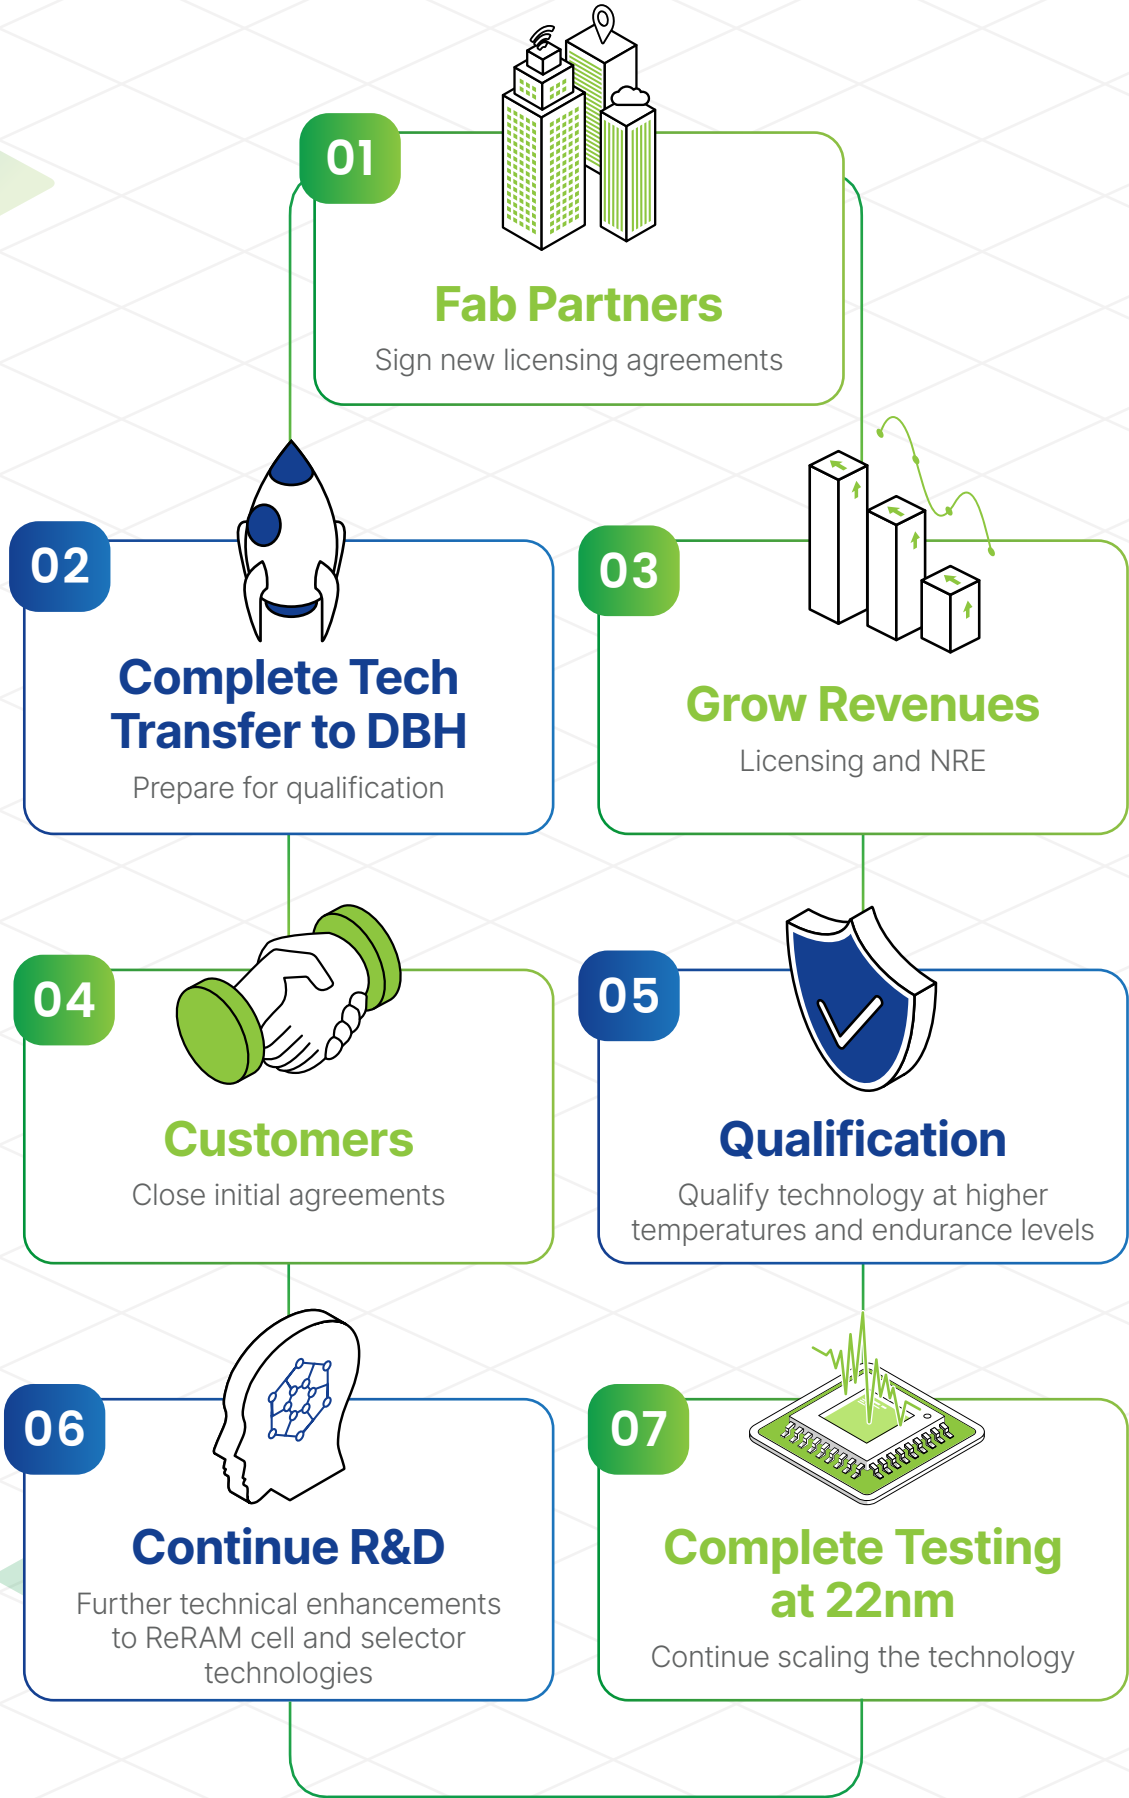 01
Fab Partners
Sign new licensing agreements
02
Complete Tech
Transfer to DBH
Prepare for qualification
03
Grow Revenues
Licensing and NRE
04
Customers
Close initial agreements
05
Qualification
Qualify technology at higher
temperatures and endurance levels
06
Continue R&D
Further technical enhancements
to ReRAM cell and selector
technologies
07
Complete Testing
at 22nm
Continue scaling the technology